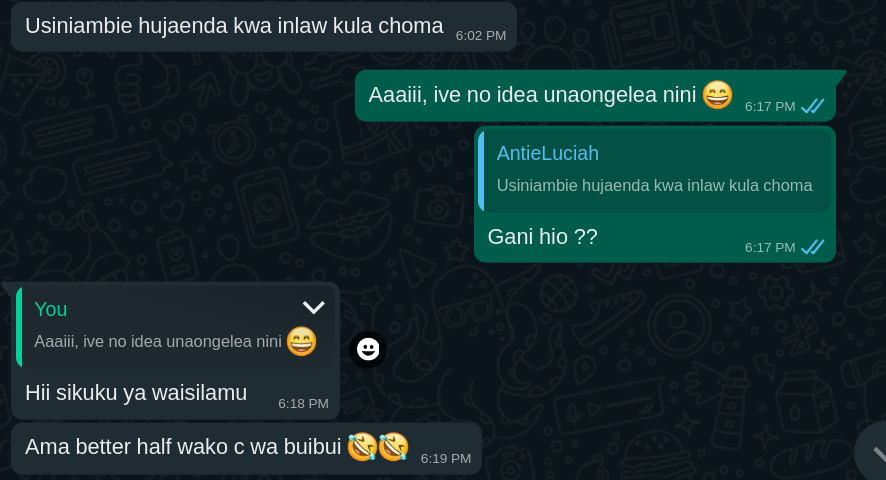 Usiniambie hujaenda kwa inlaw kula choma 6:02 PM
Aaaiii, ive no idea unaongelea nini 😄 6:17 PM
AntieLuciah
Usiniambie hujaenda kwa inlaw kula choma
Gani hio ?? 6:17 PM
You
Aaaiii, ive no idea unaongelea nini 😄
Hii sikuku ya waisilamu 6:18 PM
Ama better half wako c wa buibui 🤣🤣 6:19 PM